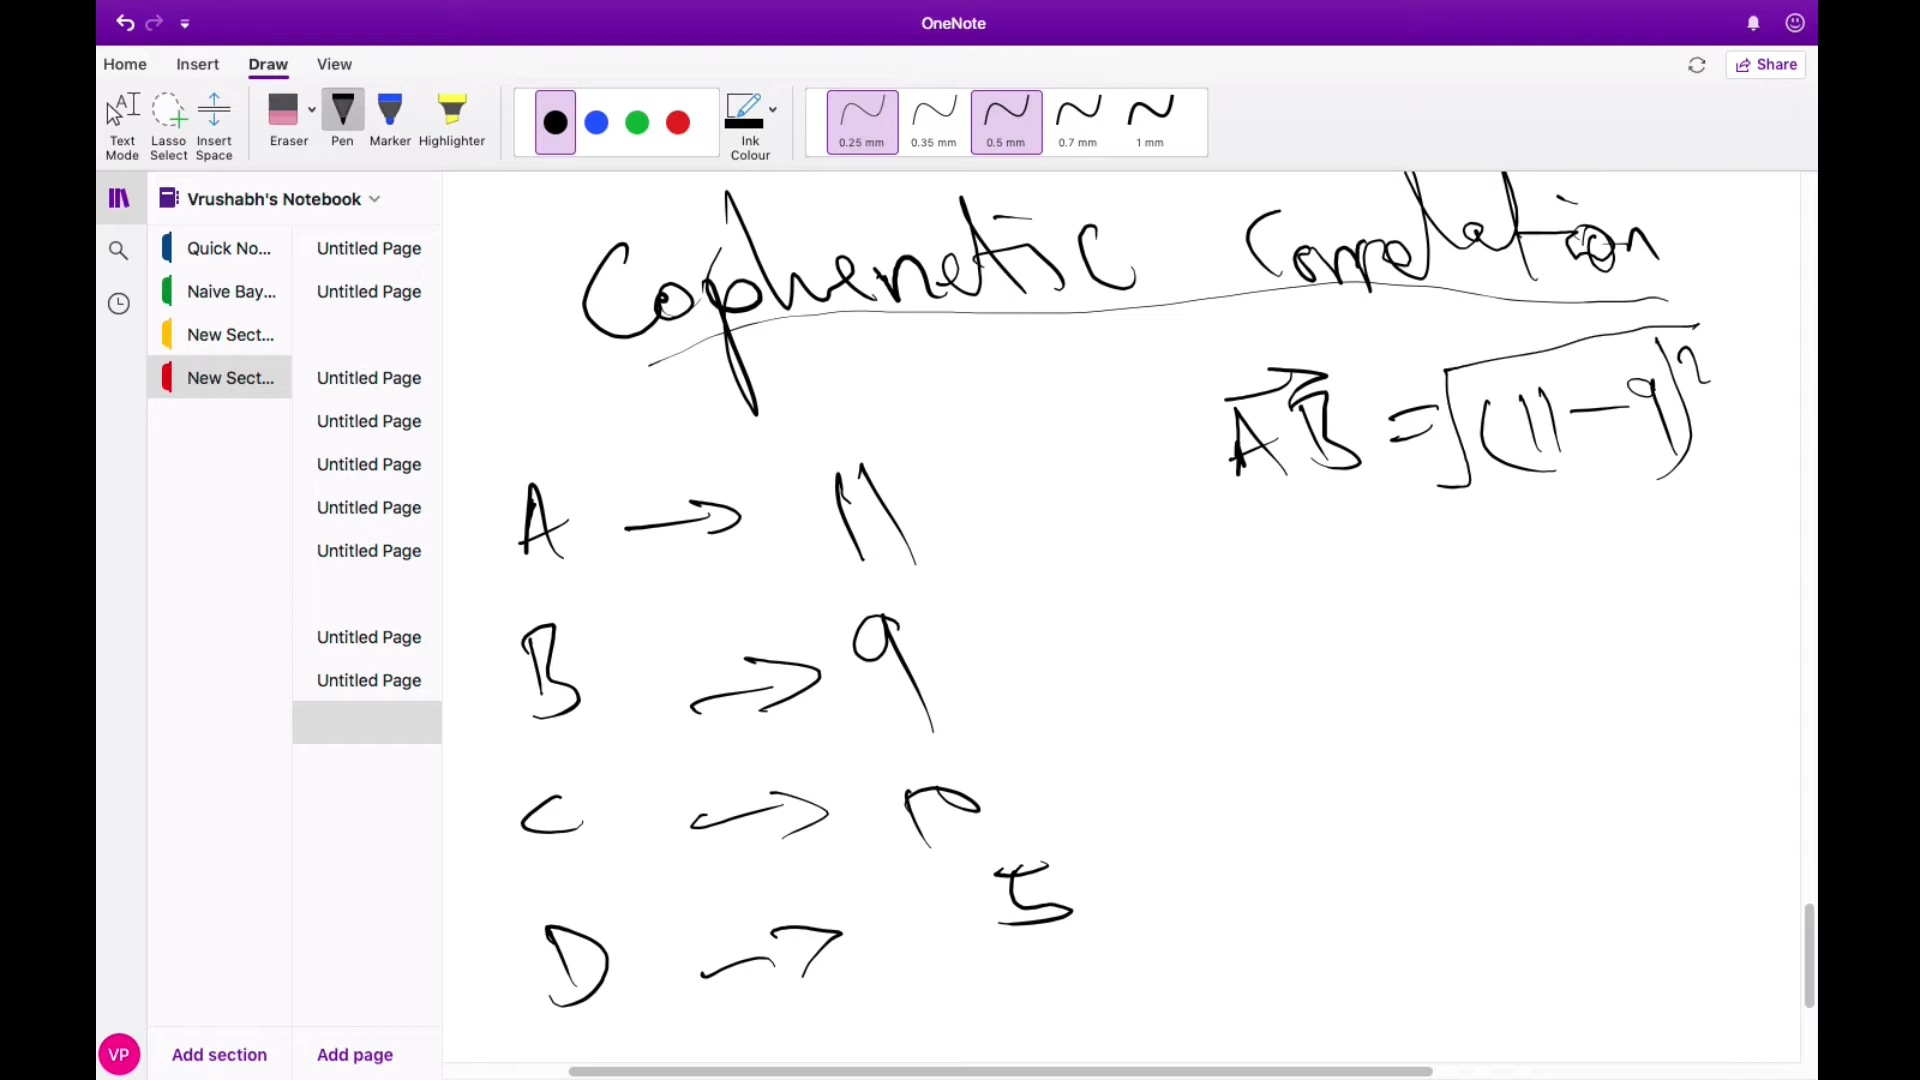 OneNote
Home Insert Draw View
Share
Text Mode
Lasso Select
Insert Space
Eraser
Pen
Marker
Highlighter
Ink Colour
0.25 mm
0.35 mm
0.5 mm
0.7 mm
1 mm
Vrushabh's Notebook
Quick No...
Naive Bay...
New Sect...
New Sect...
Untitled Page
Untitled Page
Untitled Page
Untitled Page
Untitled Page
Untitled Page
Untitled Page
Untitled Page
Untitled Page
VP
Add section
Add page
Cophenetic Correlation
AB = √(11-9)²
A → 11
B → 9
C →
5
D →